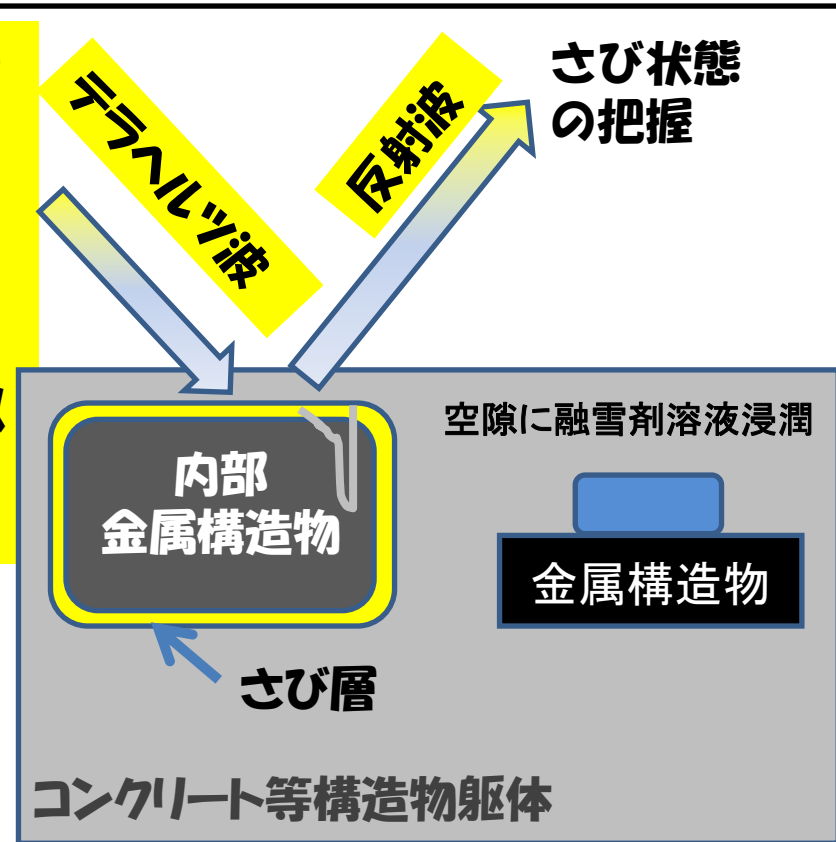 テラヘルツ波
反射波
さび状態
の把握
空隙に融雪剤溶液浸潤
内部
金属構造物
金属構造物
さび層
コンクリート等構造物躯体